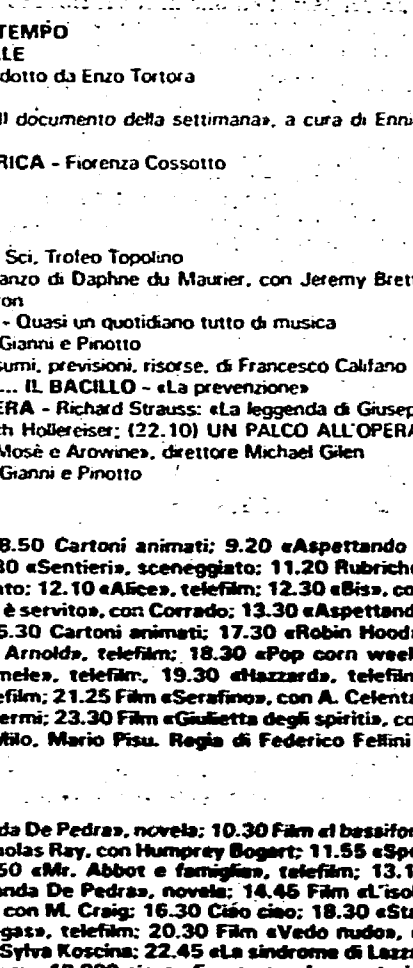 TEMPO
LLE
dotto da Enzo Tortora
Il documento della settimana», a cura di Enni
RICA - Fiorenza Cossotto
Sci, Trofeo Topolino
anzo di Daphne du Maurier, con Jeremy Brett
ron
- Quasi un quotidiano tutto di musica
Gianni e Pinotto
sumi, previsioni, risorse, di Francesco Califano
... IL BACILLO - «La prevenzione»
ERA - Richard Strauss: «La leggenda di Giusep
ch Hollereiser; (22.10) UN PALCO ALL'OPERA
Mosè e Arowine», direttore Michael Gilen
Gianni e Pinotto
8.50 Cartoni animati; 9.20 «Aspettando
30 «Sentieri», sceneggiato; 11.20 Rubriche
ato; 12.10 «Alice», telefilm; 12.30 «Bis», co
è servito», con Corrado; 13.30 «Aspettand
5.30 Cartoni animati; 17.30 «Robin Hood»
Arnold», telefilm; 18.30 «Pop corn week
mele», telefilm, 19.30 «Hazzard», telefilm
efilm; 21.25 Film «Serafino», con A. Celenta
ermi; 23.30 Film «Giulietta degli spiriti», co
Milo, Mario Pisu. Regia di Federico Fellini
da De Pedras», novela; 10.30 Film «I bassifon
holas Ray, con Humprey Bogart; 11.55 «Spe
50 «Mr. Abbot e famiglia», telefilm; 13.1
anda De Pedras», novela; 14.45 Film «L'isol
con M. Craig; 16.30 Ciao ciao; 18.30 «Sta
egas», telefilm; 20.30 Film «Vedo nudo»,
Sylva Koscina; 22.45 «La sindrome di Lazza